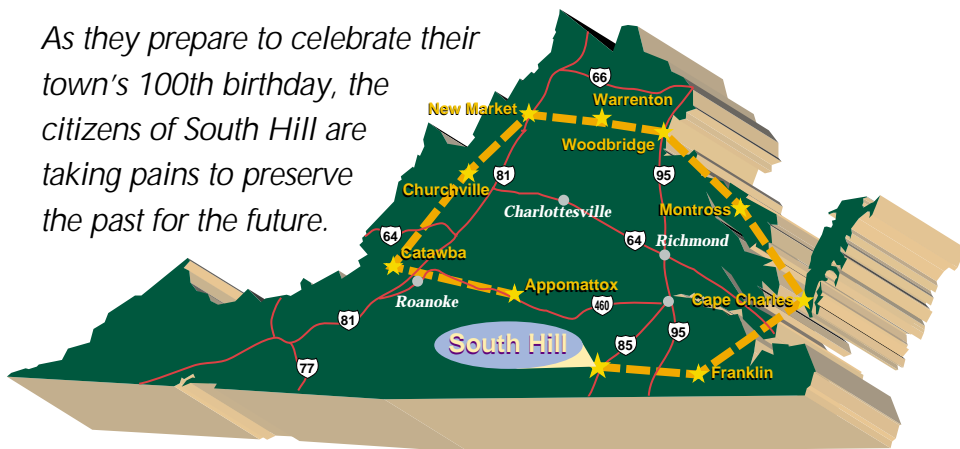 As they prepare to celebrate their
town's 100th birthday, the
citizens of South Hill are
taking pains to preserve
the past for the future.
66
New Market
Warrenton
Woodbridge
81
95
Churchville
Charlottesville
Montross
64
64
Richmond
Catawba
Roanoke
Appomattox
460
Cape Charles
81
95
South Hill
85
77
Franklin